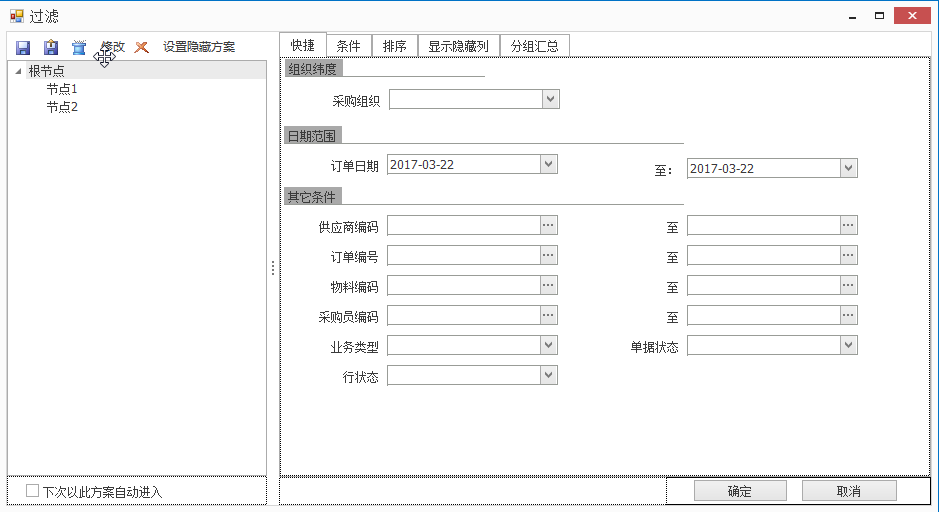 过滤
修改 设置隐藏方案
快捷 条件 排序 显示隐藏列 分组汇总
根节点
节点1
节点2
组织纬度
采购组织
日期范围
订单日期 2017-03-22 至： 2017-03-22
其它条件
供应商编码 至
订单编号 至
物料编码 至
采购员编码 至
业务类型 单据状态
行状态
下次以此方案自动进入
确定 取消